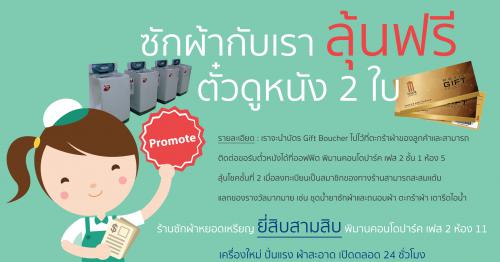 ซักผ้ากับเรา ลุ้นฟรี
ตั๋วดูหนัง 2 ใบ
GIFT
GIFT
Promote
รายละเอียด : เราจะนำบัตร Gift Boucher ไปไว้ที่ตะกร้าผ้าของลูกค้าและสามารถ
ติดต่อขอรับตั๋วหนังได้ที่ออฟฟิต พิมานคอนโดปาร์ค เฟส 2 ชั้น 1 ห้อง 5
ลุ้นโชคชั้นที่ 2 เมื่อลงทะเบียนเป็นสมาชิกของทางร้านสามารถสะสมแต้ม
แลกของรางวัลมากมาย เช่น ชุดน้ำยาซักผ้าและถนอมผ้า ตะกร้าผ้า เตารีดไอน้ำ
ร้านซักผ้าหยอดเหรียญ ยี่สิบสามสิบ พิมานคอนโดปาร์ค เฟส 2 ห้อง 11
เครื่องใหม่ ปั่นแรง ผ้าสะอาด เปิดตลอด 24 ชั่วโมง